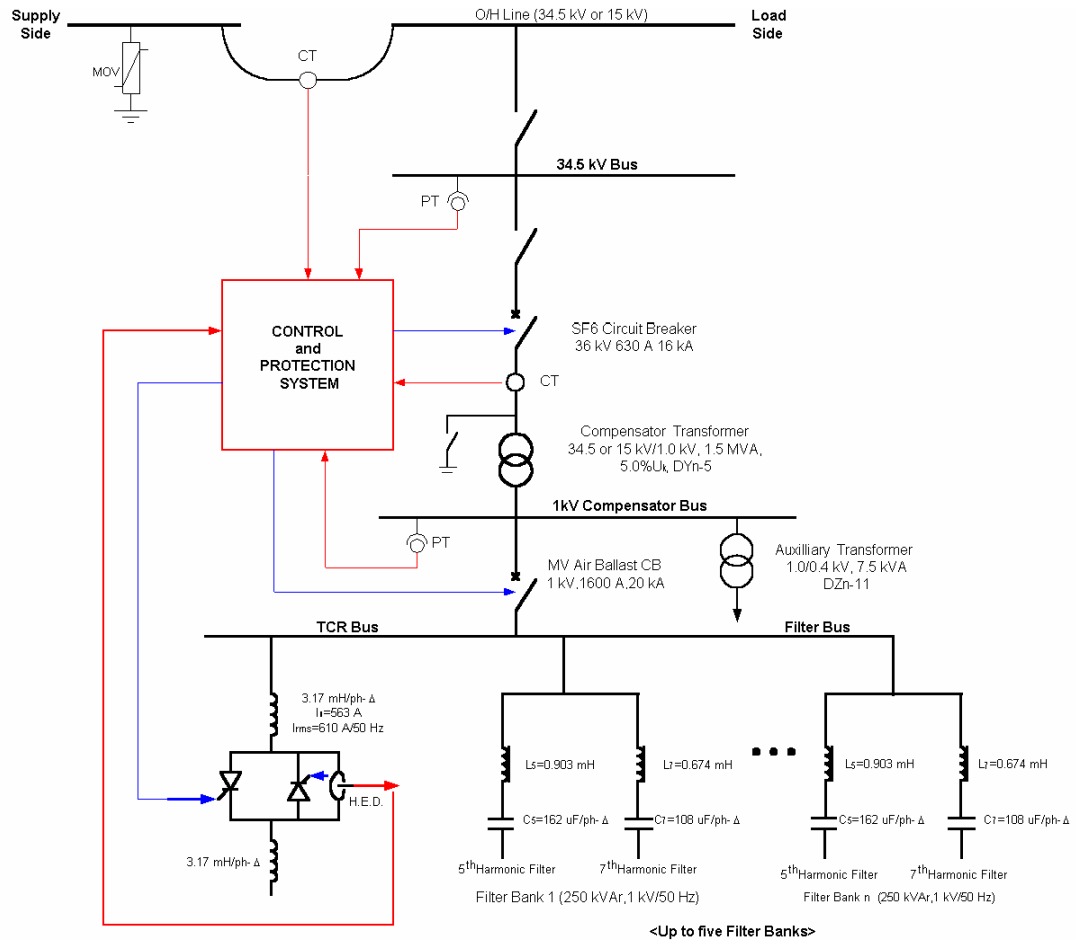 Supply
Side
O/H Line (34.5 kV or 15 kV)
Load
Side
CT
MOV
34.5 kV Bus
PT
CONTROL
and
PROTECTION
SYSTEM
SF6 Circuit Breaker
36 kV 630 A 16 kA
CT
Compensator Transformer
34.5 or 15 kV/1.0 kV, 1.5 MVA,
5.0%Uk, DYn-5
1kV Compensator Bus
PT
MV Air Ballast CB
1 kV,1600 A,20 kA
Auxilliary Transformer
1.0/0.4 kV, 7.5 kVA
DZn-11
TCR Bus
Filter Bus
3.17 mH/ph- Δ
I1=563 A
Irms=610 A/50 Hz
H.E.D.
3.17 mH/ph- Δ
L5=0.903 mH
L7=0.674 mH
L5=0.903 mH
L7=0.674 mH
C5=162 uF/ph- Δ
C7=108 uF/ph- Δ
C5=162 uF/ph- Δ
C7=108 uF/ph- Δ
5thHarmonic Filter
7thHarmonic Filter
5thHarmonic Filter
7thHarmonic Filter
Filter Bank 1 (250 kVAr,1 kV/50 Hz)
Filter Bank n (250 kVAr,1 kV/50 Hz)
<Up to five Filter Banks>